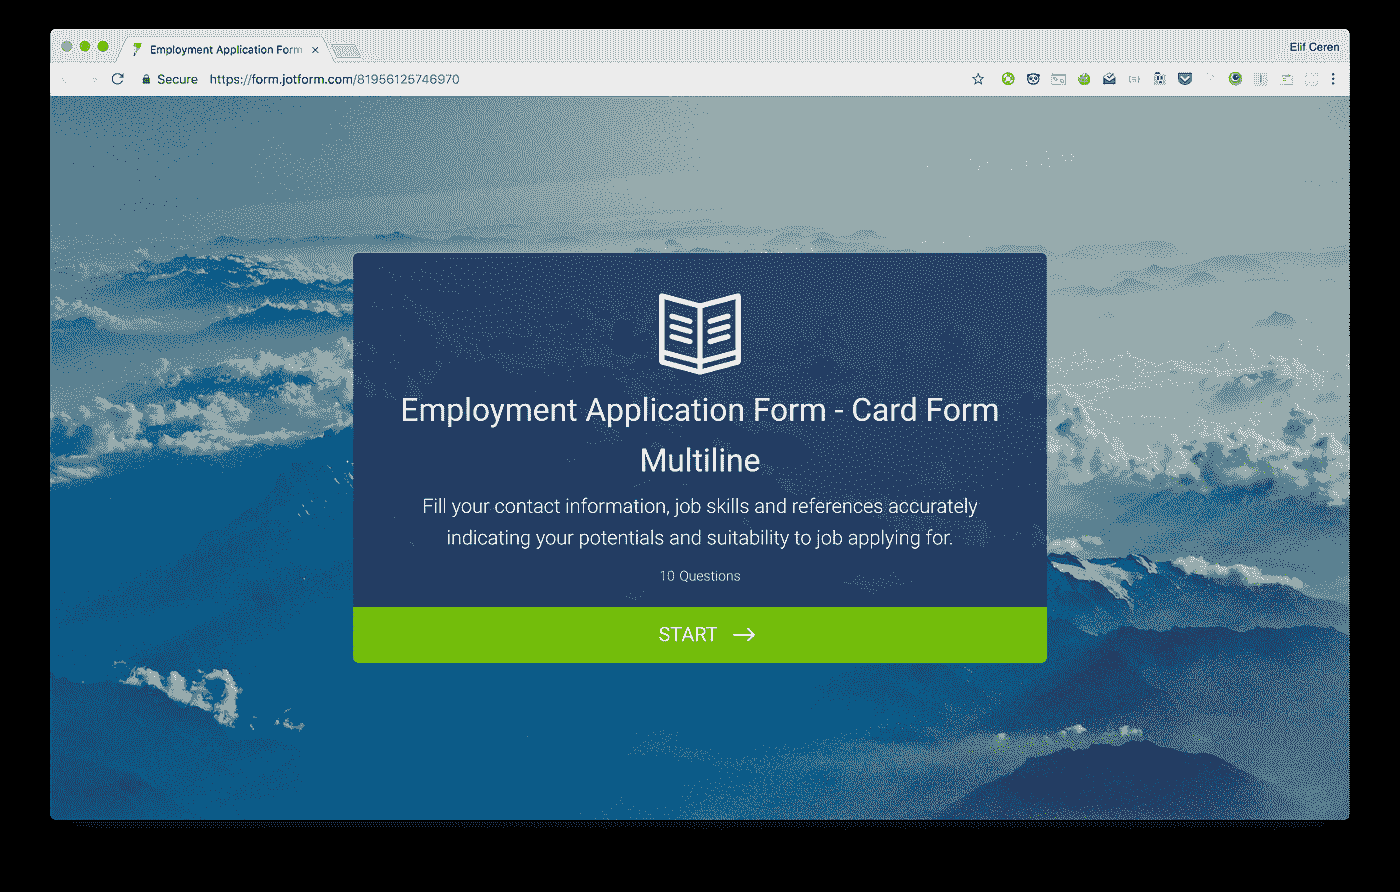 Employment Application Form
Elif Ceren
Secure https://form.jotform.com/81956125746970
Employment Application Form - Card Form
Multiline
Fill your contact information, job skills and references accurately
indicating your potentials and suitability to job applying for.
10 Questions
START